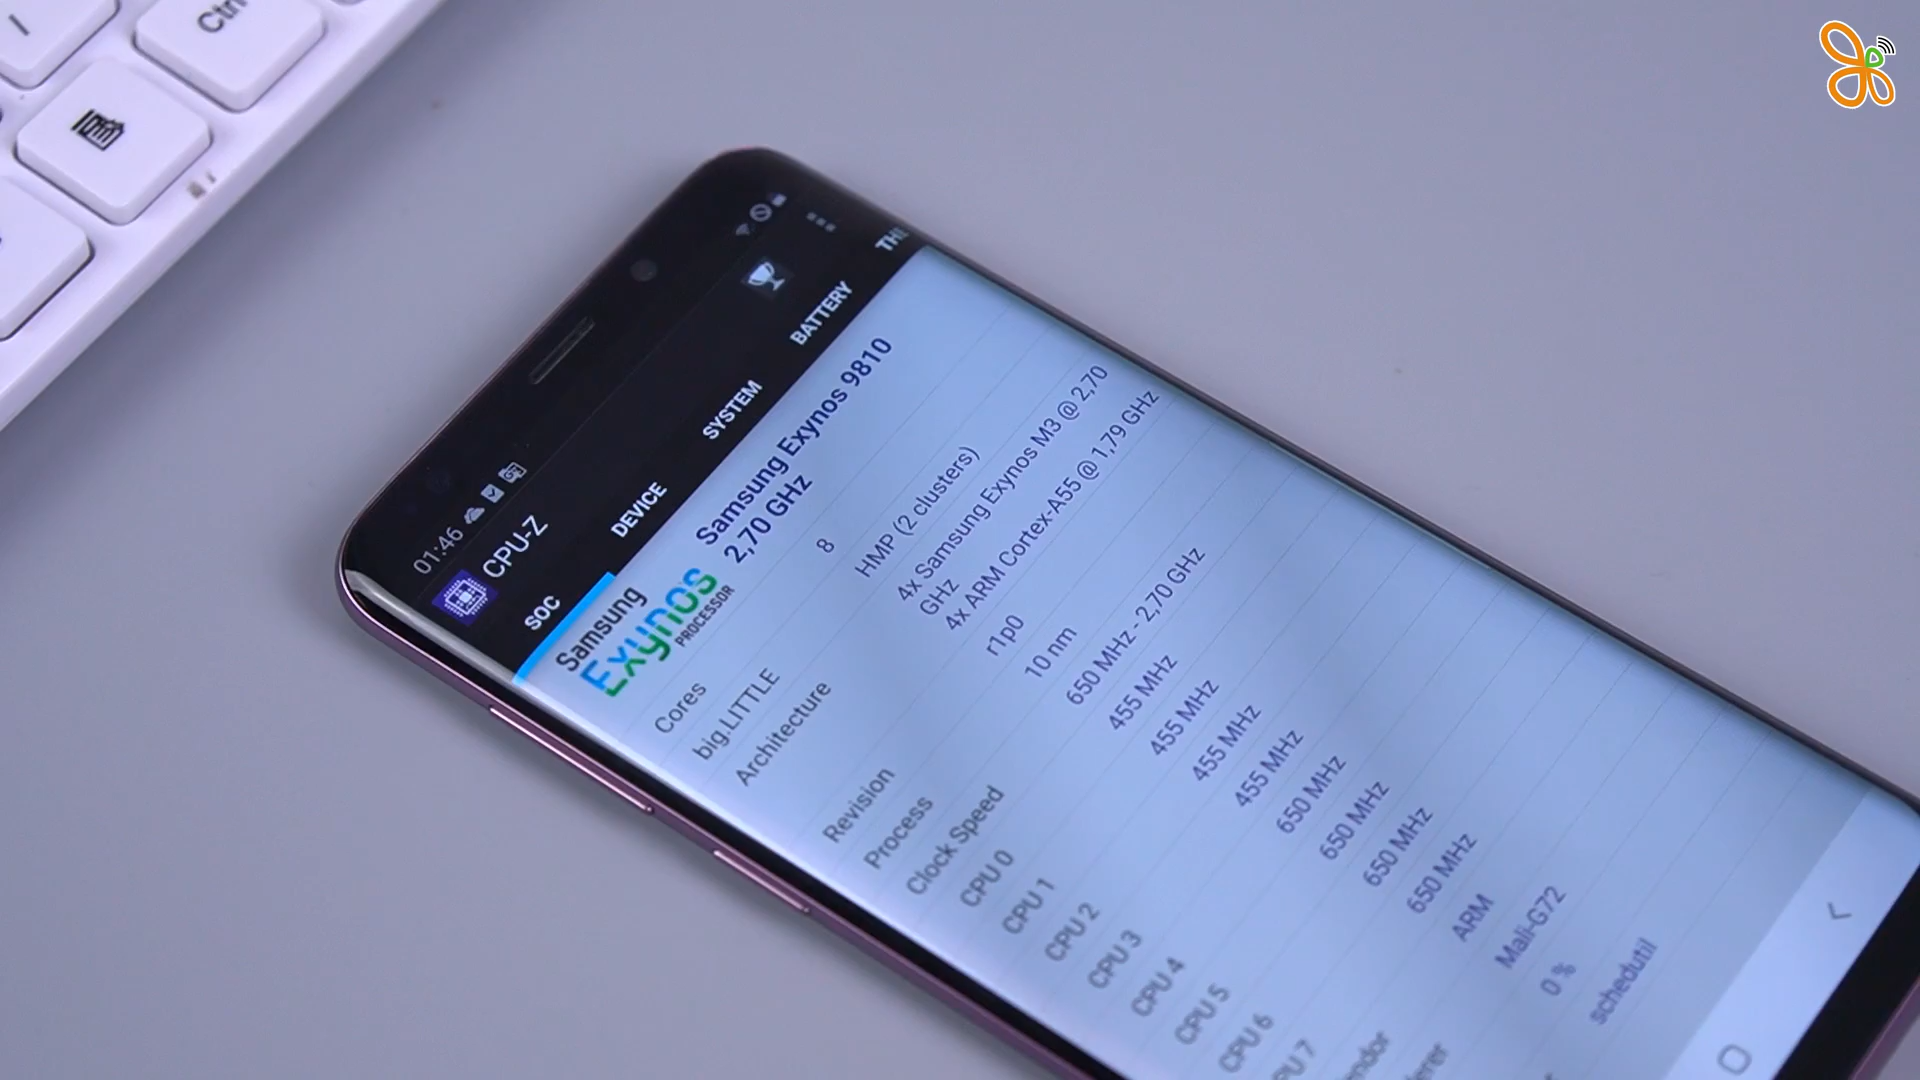 Ctrl
01:46
CPU-Z
SOC
DEVICE
SYSTEM
BATTERY
Samsung
Exynos
PROCESSOR
Samsung Exynos 9810
2,70 GHz
Cores 8
big.LITTLE HMP (2 clusters)
Architecture 4x Samsung Exynos M3 @ 2,70
GHz
4x ARM Cortex-A55 @ 1,79 GHz
Revision r1p0
Process 10 nm
Clock Speed 650 MHz - 2,70 GHz
CPU 0 455 MHz
CPU 1 455 MHz
CPU 2 455 MHz
CPU 3 455 MHz
CPU 4 650 MHz
CPU 5 650 MHz
CPU 6 650 MHz
PU 7 650 MHz
ARM
Mali-G72
0 %
schedutil